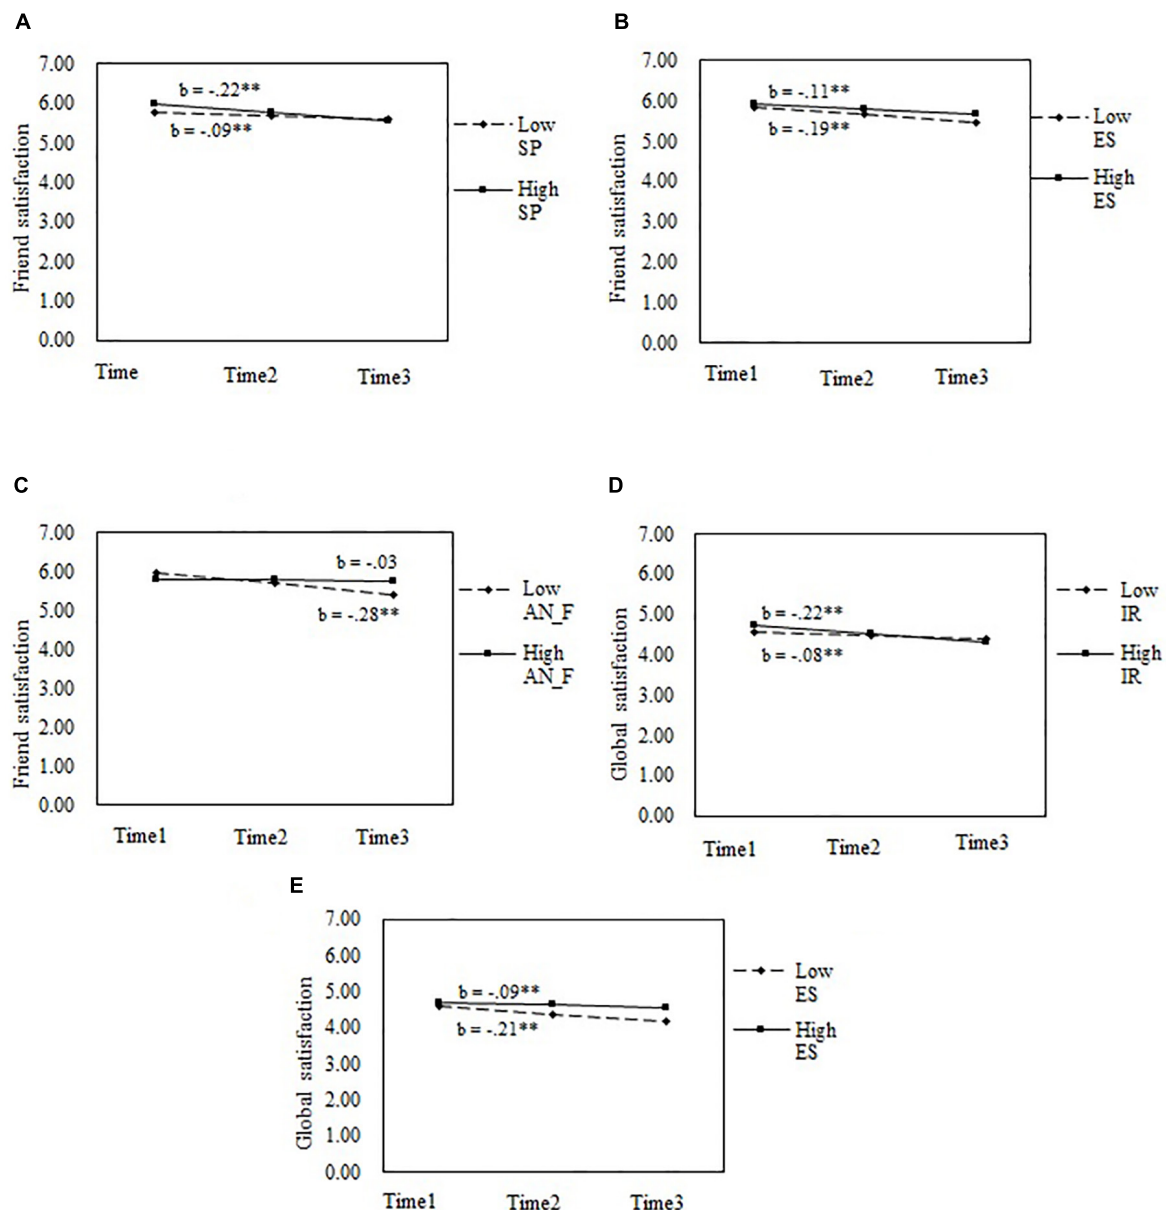 A
7.00
6.00
5.00
4.00
3.00
2.00
1.00
0.00
Friend satisfaction
b = -.22**
b = -.09**
Time
Time2
Time3
Low
SP
High
SP
B
7.00
6.00
5.00
4.00
3.00
2.00
1.00
0.00
Friend satisfaction
b = -.11**
b = -.19**
Time1
Time2
Time3
Low
ES
High
ES
C
7.00
6.00
5.00
4.00
3.00
2.00
1.00
0.00
Friend satisfaction
b = -.03
b = -.28**
Time1
Time2
Time3
Low
AN_F
High
AN_F
D
7.00
6.00
5.00
4.00
3.00
2.00
1.00
0.00
Global satisfaction
b = -.22**
b = -.08**
Time1
Time2
Time3
Low
IR
High
IR
E
7.00
6.00
5.00
4.00
3.00
2.00
1.00
0.00
Global satisfaction
b = -.09**
b = -.21**
Time1
Time2
Time3
Low
ES
High
ES